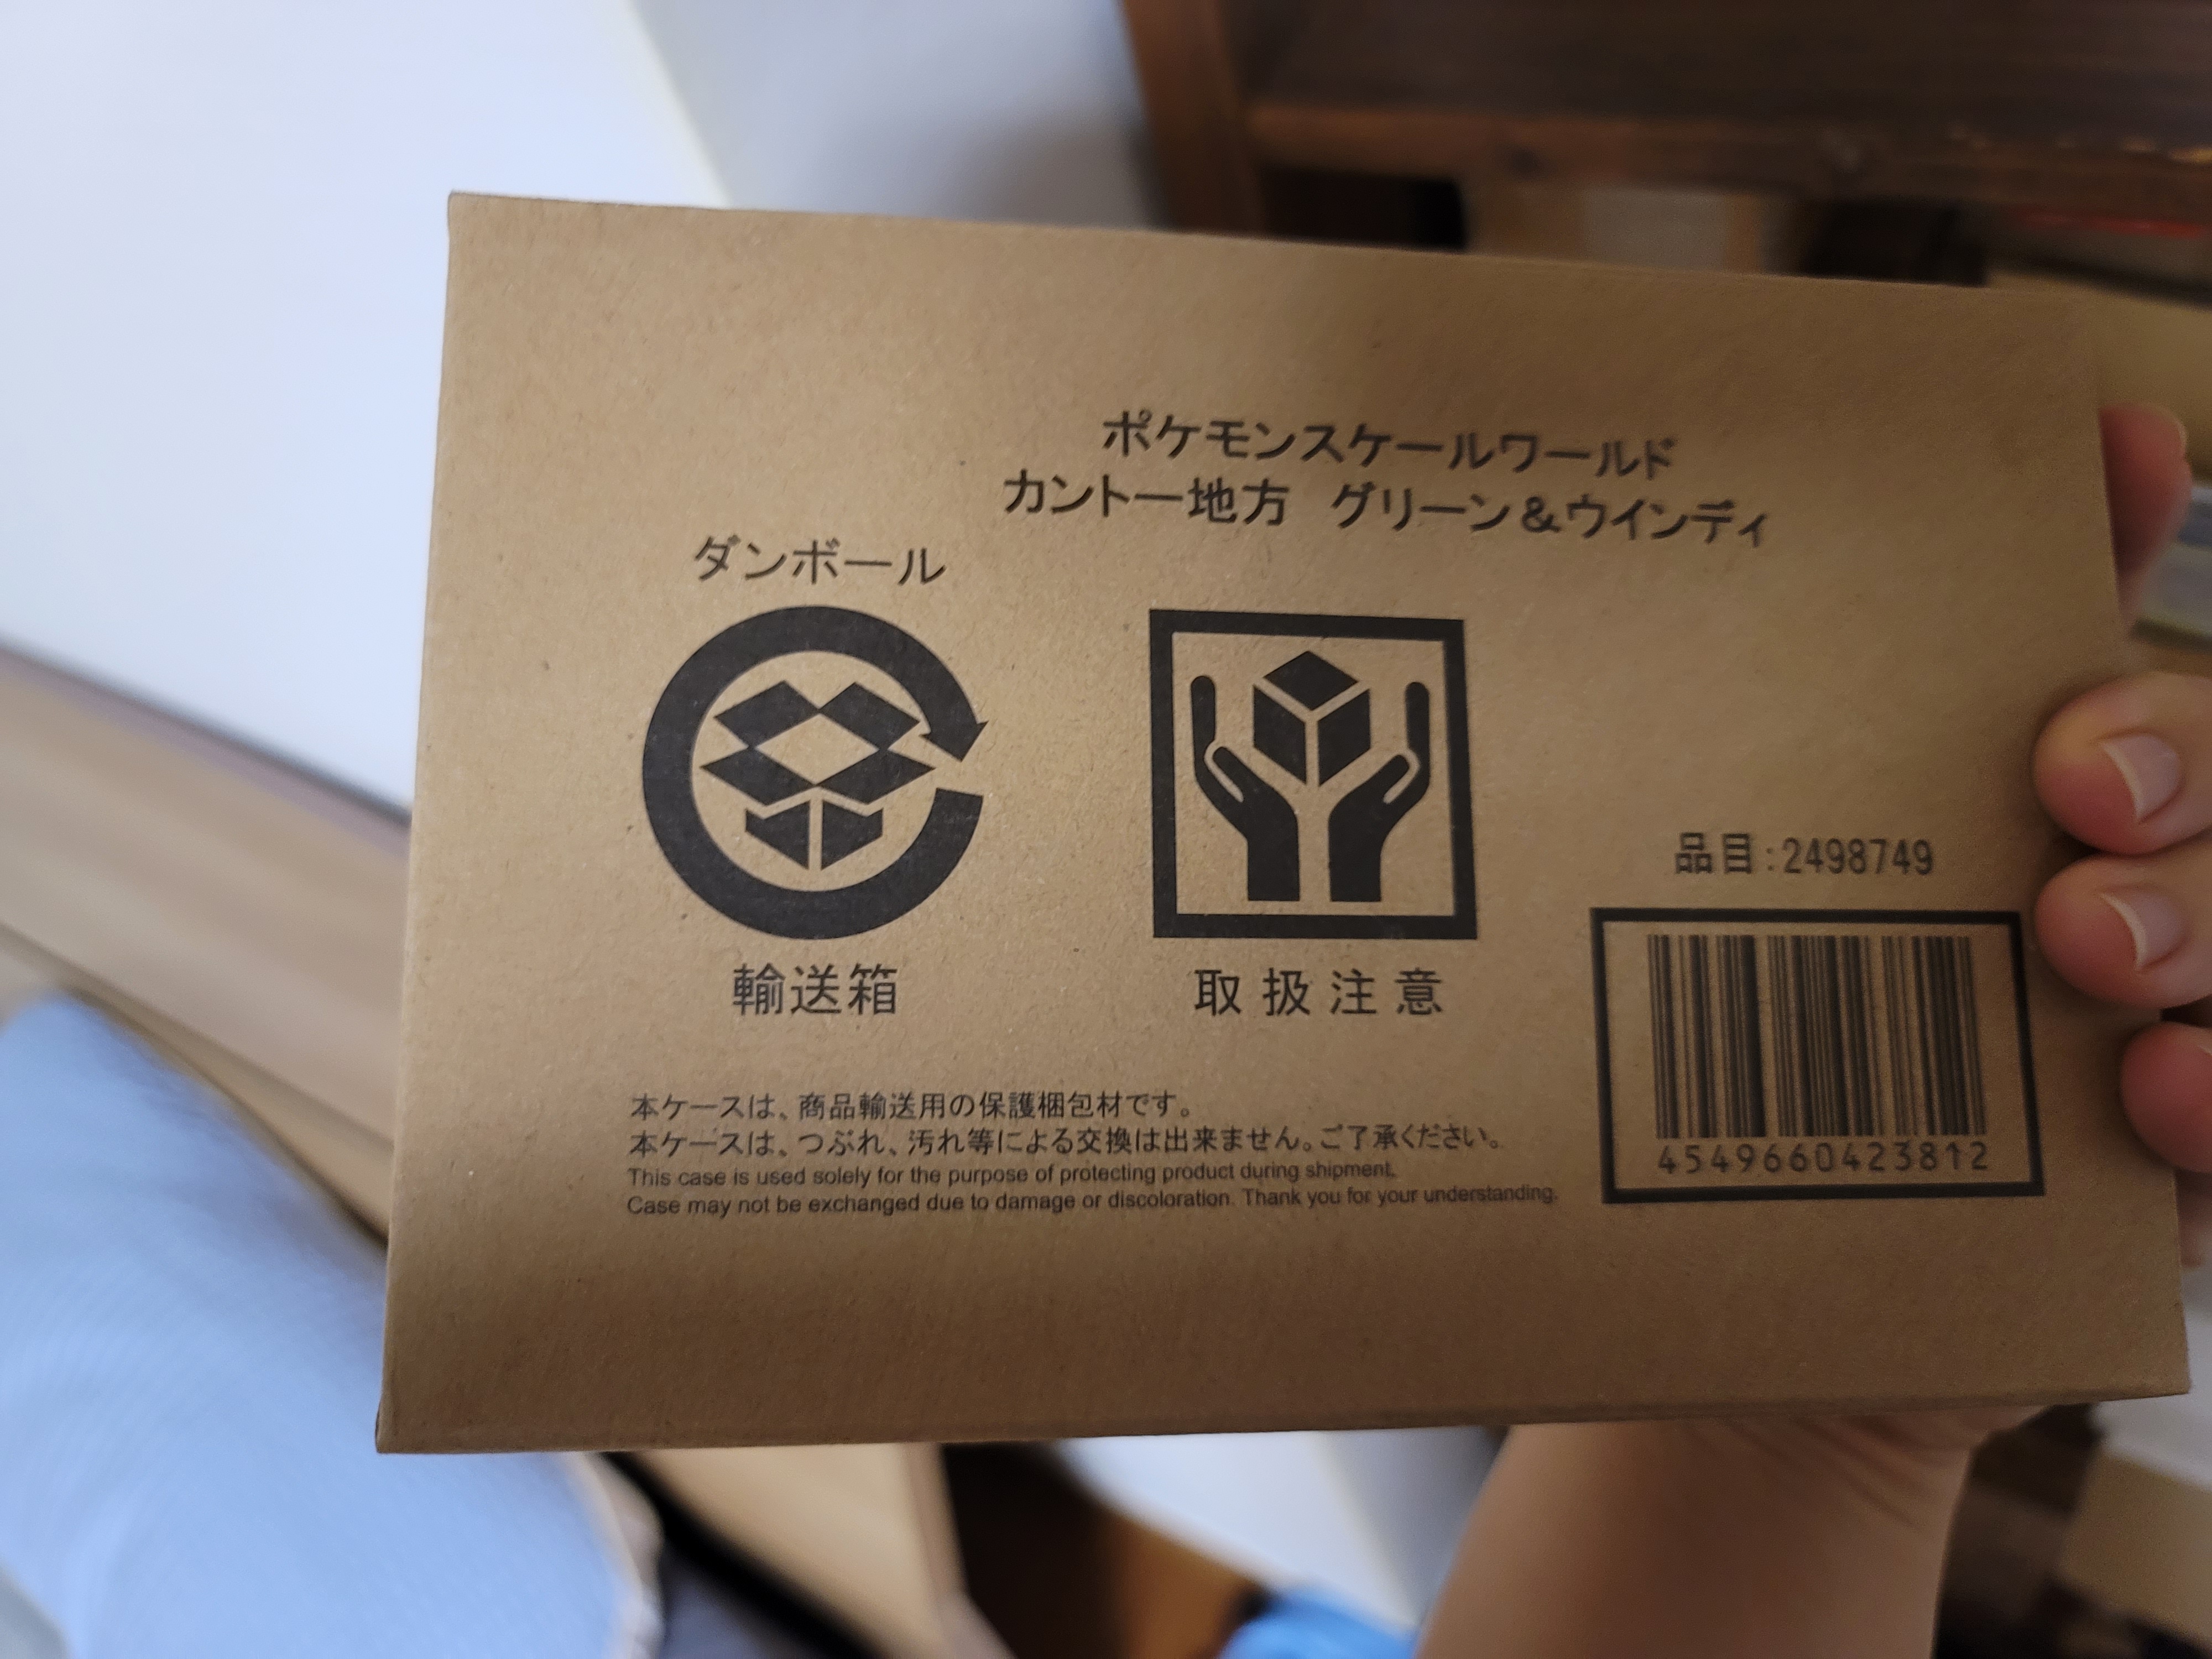 ポケモンスケールワールド
カントー地方　グリーン＆ウインディ
ダンボール
輸送箱
取扱注意
品目:2498749
4549660423812
本ケースは、商品輸送用の保護梱包材です。
本ケースは、つぶれ、汚れ等による交換は出来ません。ご了承ください。
This case is used solely for the purpose of protecting product during shipment.
Case may not be exchanged due to damage or discoloration. Thank you for your understanding.